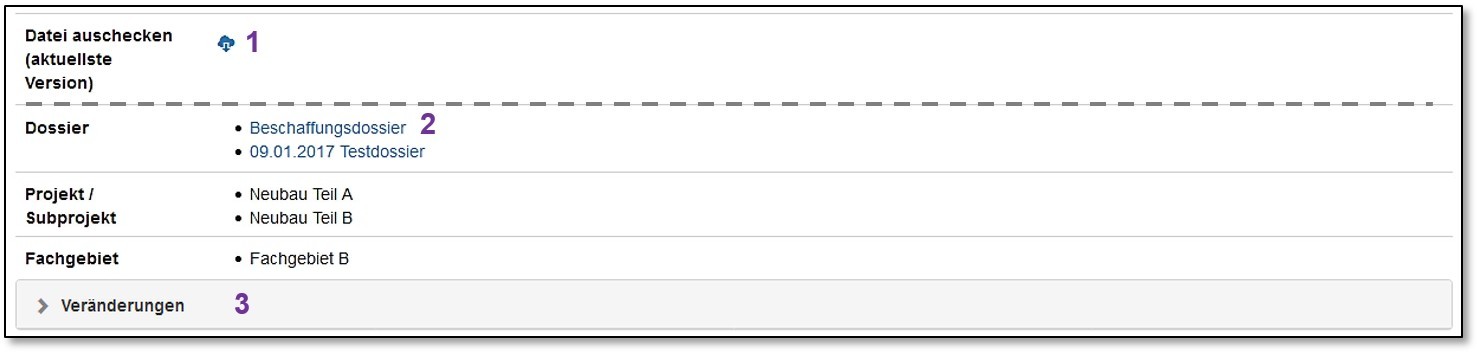 Datei auschecken
(aktuellste
Version)
1
Dossier
• Beschaffungsdossier 2
• 09.01.2017 Testdossier
Projekt /
Subprojekt
• Neubau Teil A
• Neubau Teil B
Fachgebiet
• Fachgebiet B
Veränderungen 3